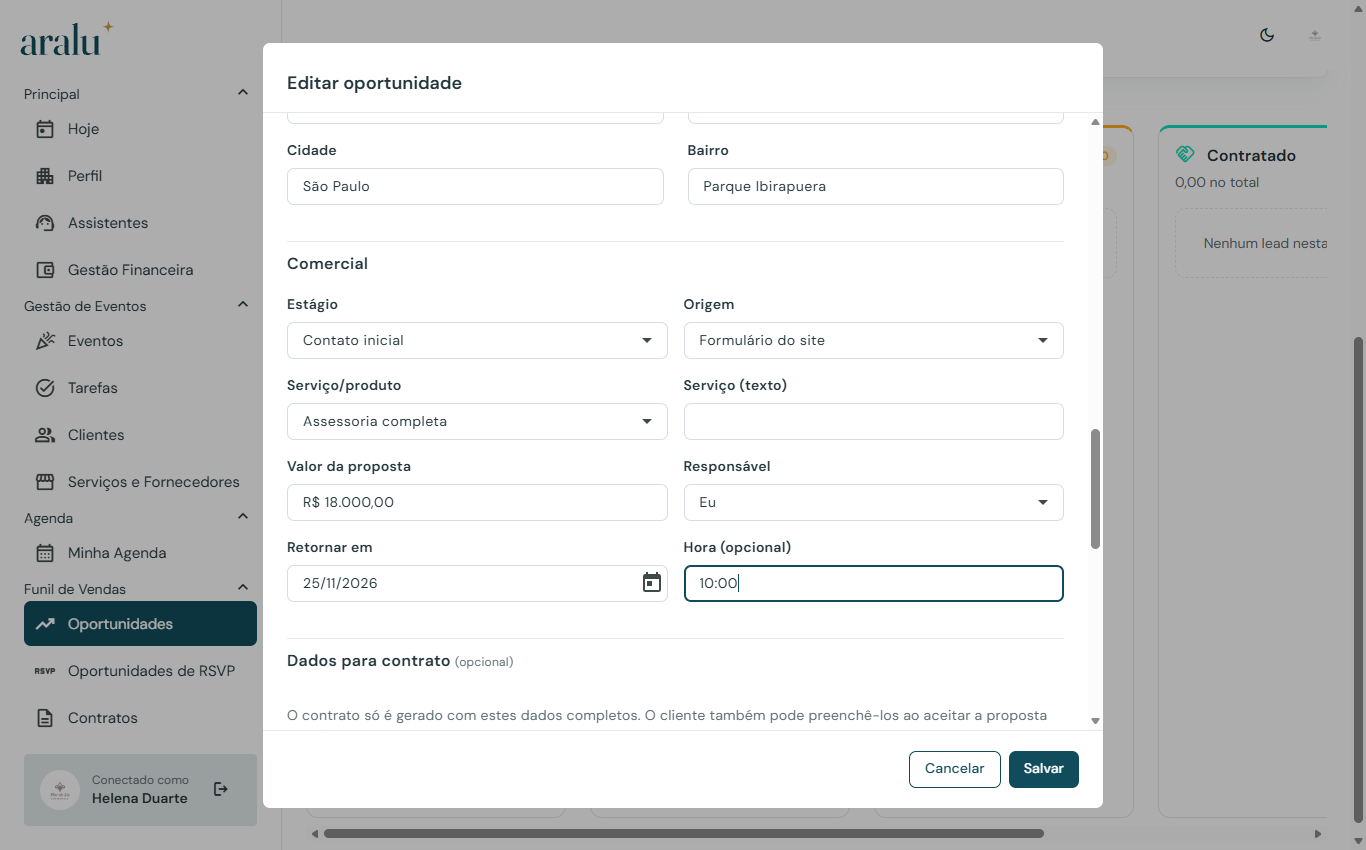 aralu
Principal
Hoje
Perfil
Assistentes
Gestão Financeira
Gestão de Eventos
Eventos
Tarefas
Clientes
Serviços e Fornecedores
Agenda
Minha Agenda
Funil de Vendas
Oportunidades
RSVP Oportunidades de RSVP
Contratos
Conectado como
Helena Duarte
Editar oportunidade
Cidade Bairro
São Paulo Parque Ibirapuera
Comercial
Estágio Origem
Contato inicial Formulário do site
Serviço/produto Serviço (texto)
Assessoria completa
Valor da proposta Responsável
R$ 18.000,00 Eu
Retornar em Hora (opcional)
25/11/2026 10:00
Dados para contrato (opcional)
O contrato só é gerado com estes dados completos. O cliente também pode preenchê-los ao aceitar a proposta
Cancelar Salvar
Contratado
0,00 no total
Nenhum lead nesta